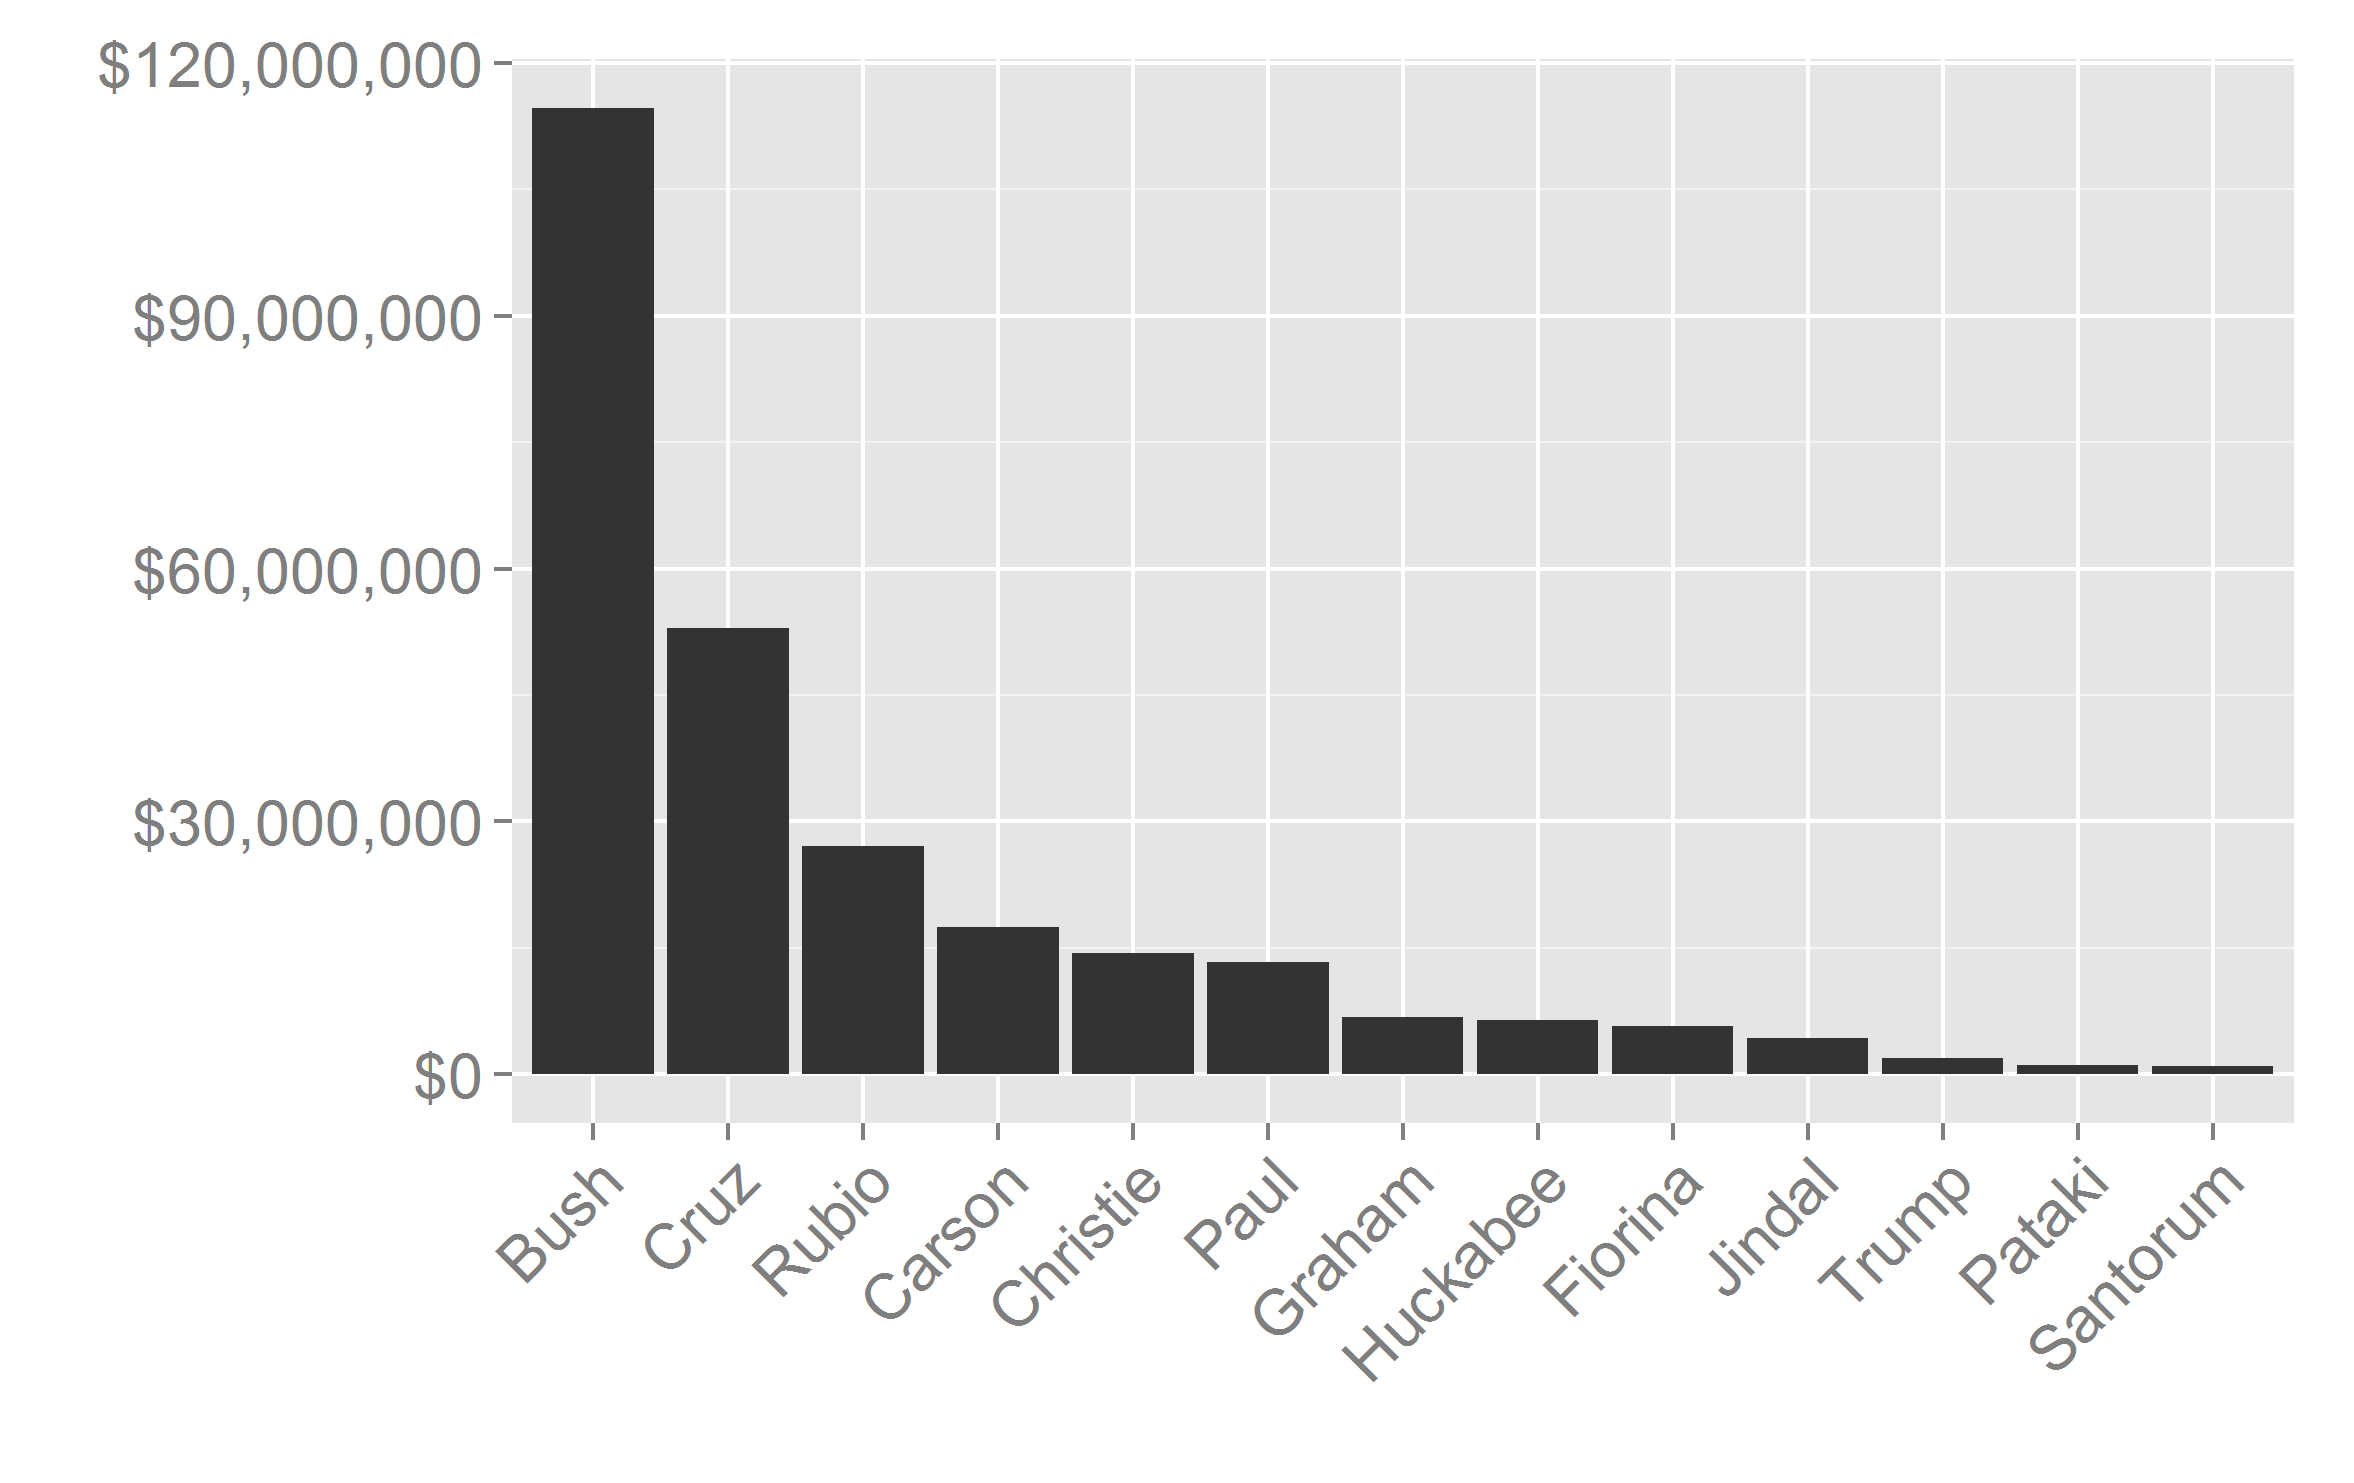 $120,000,000
$90,000,000
$60,000,000
$30,000,000
$0
Bush
Cruz
Rubio
Carson
Christie
Paul
Graham
Huckabee
Fiorina
Jindal
Trump
Pataki
Santorum